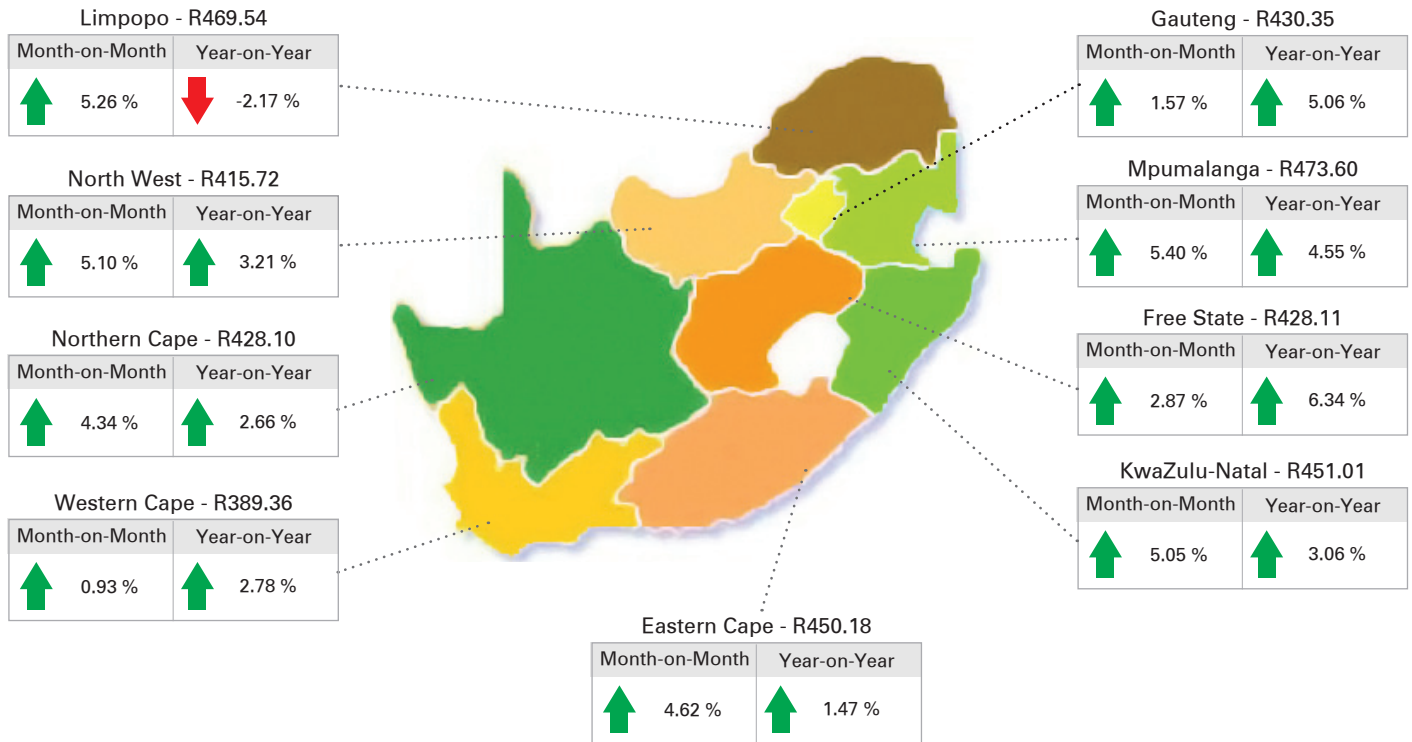 Limpopo - R469.54
Month-on-Month Year-on-Year
5.26 % -2.17 %
North West - R415.72
Month-on-Month Year-on-Year
5.10 % 3.21 %
Northern Cape - R428.10
Month-on-Month Year-on-Year
4.34 % 2.66 %
Western Cape - R389.36
Month-on-Month Year-on-Year
0.93 % 2.78 %
Gauteng - R430.35
Month-on-Month Year-on-Year
1.57 % 5.06 %
Mpumalanga - R473.60
Month-on-Month Year-on-Year
5.40 % 4.55 %
Free State - R428.11
Month-on-Month Year-on-Year
2.87 % 6.34 %
KwaZulu-Natal - R451.01
Month-on-Month Year-on-Year
5.05 % 3.06 %
Eastern Cape - R450.18
Month-on-Month Year-on-Year
4.62 % 1.47 %